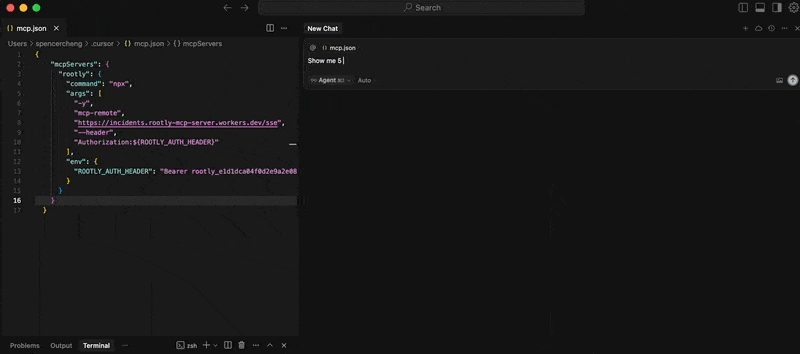 Search
mcp.json
Users > spencercheng > .cursor > mcp.json > mcpServers
1 {
2 "mcpServers": {
3 "rootly": {
4 "command": "npx",
5 "args": [
6 "-y",
7 "mcp-remote",
8 "https://incidents.rootly-mcp-server.workers.dev/sse",
9 "--header",
10 "Authorization:${ROOTLY_AUTH_HEADER}"
11 ],
12 "env": {
13 "ROOTLY_AUTH_HEADER": "Bearer rootly_e1d1dca04f0d2e9a2e08
14 }
15 }
16 }
17 }
New Chat
@ {} mcp.json
Show me 5
Agent
Auto
Problems Output Terminal ...
zsh